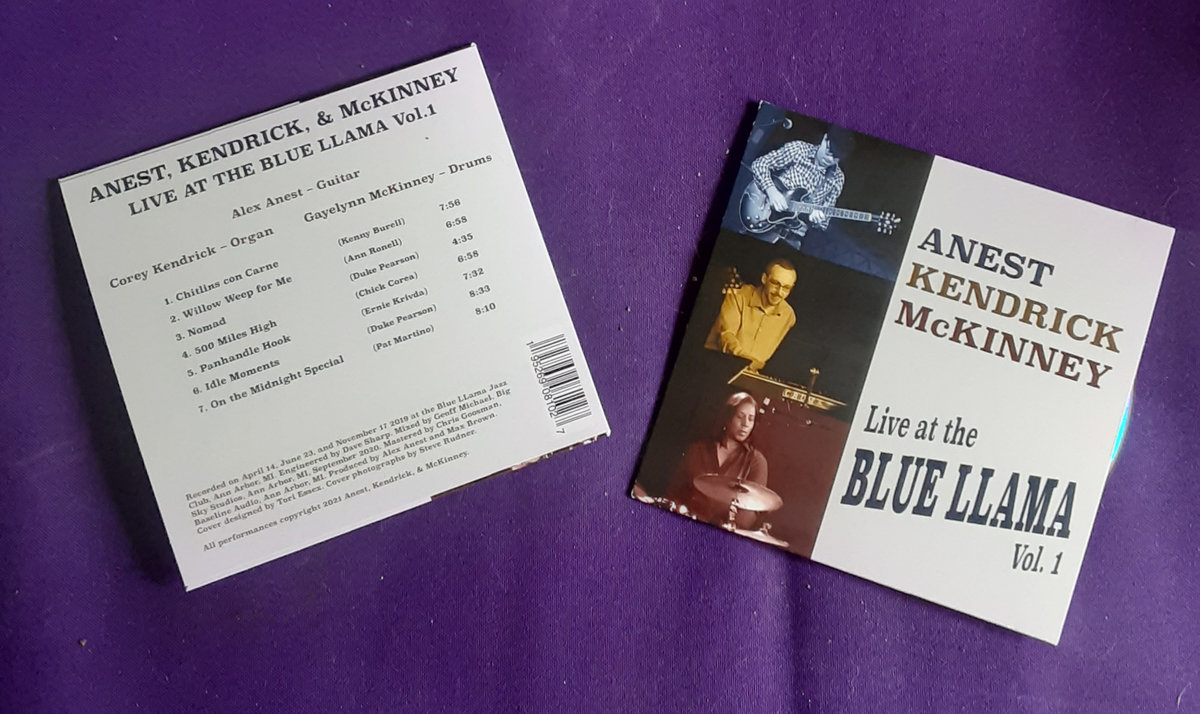 ANEST, KENDRICK, & McKINNEY
LIVE AT THE BLUE LLAMA Vol.1
Alex Anest – Guitar
Corey Kendrick – Organ Gayelynn McKinney – Drums
1. Chitlins con Carne (Kenny Burell) 7:56
2. Willow Weep for Me (Ann Ronell) 6:58
3. Nomad (Duke Pearson) 4:35
4. 500 Miles High (Chick Corea) 6:58
5. Panhandle Hook (Ernie Krivda) 7:32
6. Idle Moments (Duke Pearson) 8:33
7. On the Midnight Special (Pat Martino) 8:10
Recorded on April 14, June 23, and November 17 2019 at the Blue LLama Jazz
Club, Ann Arbor, MI. Engineered by Dave Sharp. Mixed by Geoff Michael, Big
Sky Studios, Ann Arbor, MI, September 2020. Mastered by Chris Goosman,
Baseline Audio, Ann Arbor, MI. Produced by Alex Anest and Max Brown.
Cover designed by Tori Essex. Cover photographs by Steve Rudner.
All performances copyright 2021 Anest, Kendrick, & McKinney.
1 95269 08102 7
ANEST
KENDRICK
McKINNEY
Live at the
BLUE LLAMA
Vol. 1